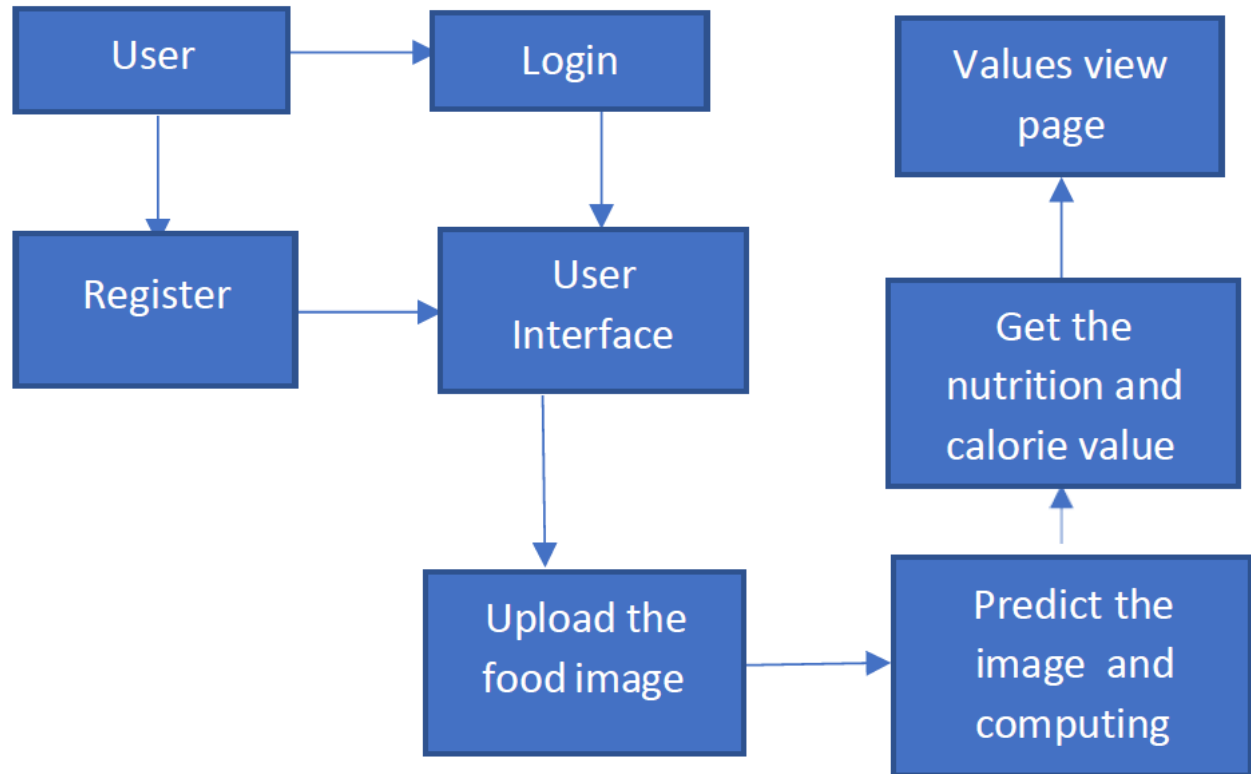 User
Login
Values view
page
Register
User
Interface
Get the
nutrition and
calorie value
Upload the
food image
Predict the
image and
computing